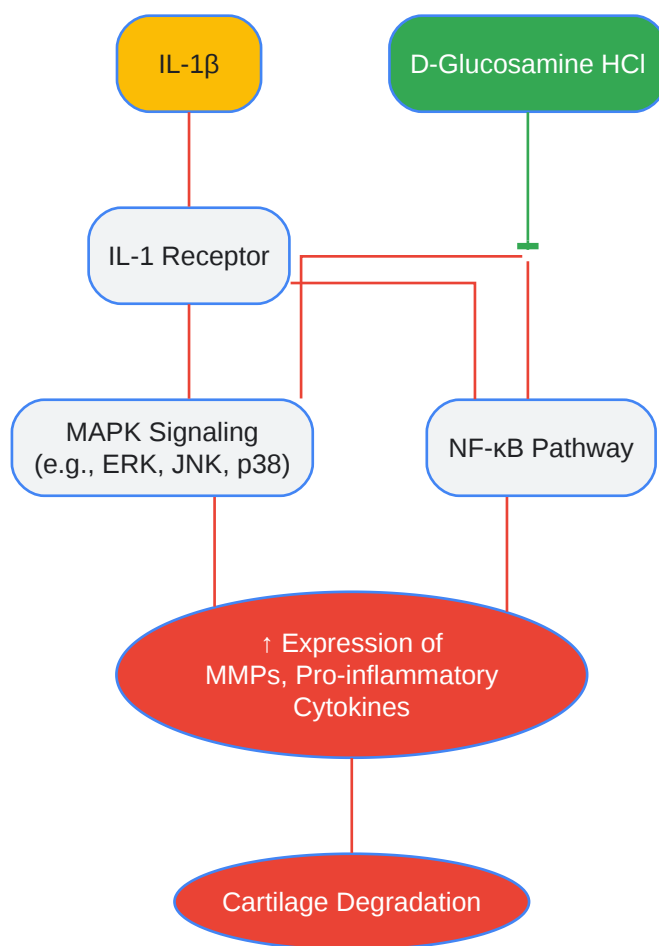 IL-1β
D-Glucosamine HCl
IL-1 Receptor
MAPK Signaling
(e.g., ERK, JNK, p38)
NF-κB Pathway
↑ Expression of
MMPs, Pro-inflammatory
Cytokines
Cartilage Degradation